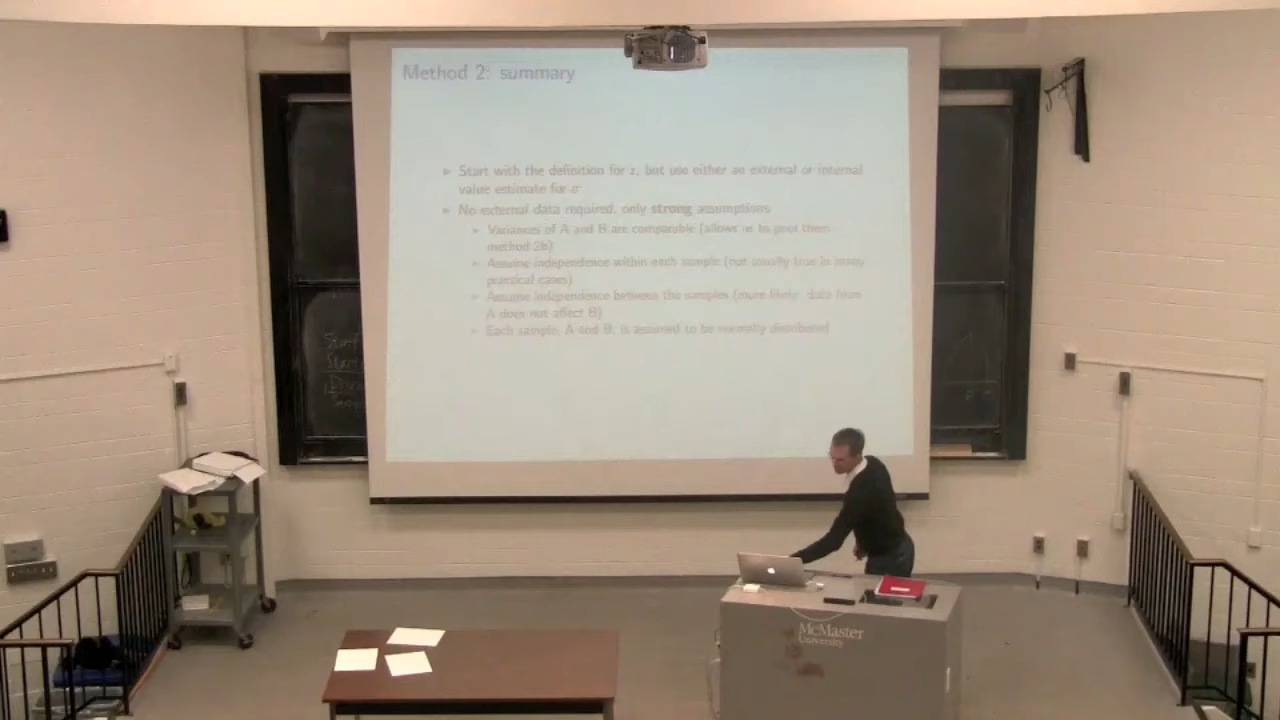 Method 2: summary
Start with the definition for z, but use either an external or internal
value estimate for σ
No external data required, only strong assumptions
Variances of A and B are comparable (allows us to pool them -
method 2b)
Assume independence within each sample (not usually true in many
practical cases)
Assume independence between the samples (more likely: data from
A does not affect B)
Each sample, A and B, is assumed to be normally distributed
McMaster
University